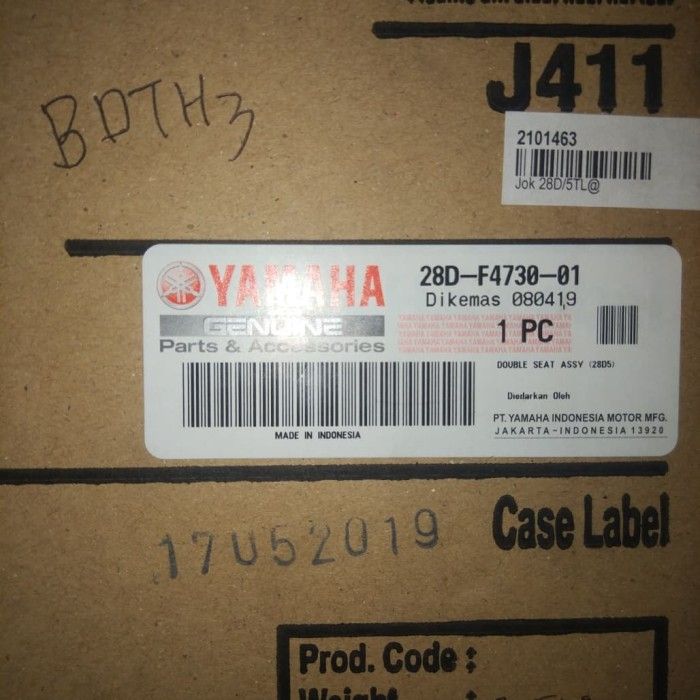 J411
BDTH3
2101463
Jok 28D/5TL@
YAMAHA
GENUINE
Parts & Accessories
28D-F4730-01
Dikemas 080419
1 PC
DOUBLE SEAT ASSY (28D5)
Diedarkan Oleh
PT. YAMAHA INDONESIA MOTOR MFG.
JAKARTA-INDONESIA 13920
MADE IN INDONESIA
17052019
Case Label
Prod. Code :